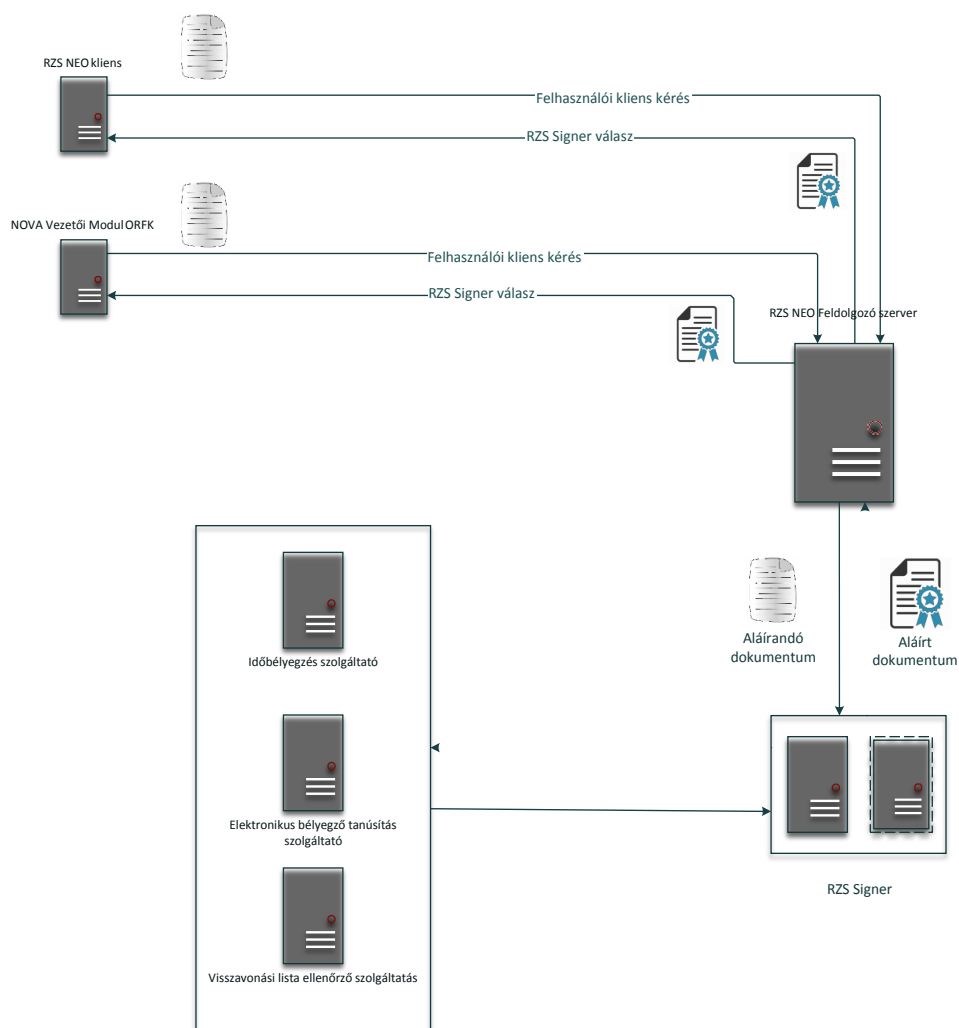 RZS NEO kliens
Felhasználói kliens kérés
RZS Signer válasz
NOVA Vezetői Modul ORFK
Felhasználói kliens kérés
RZS Signer válasz
RZS NEO Feldolgozó szerver
Aláírandó
dokumentum
Aláírt
dokumentum
Időbélyegzés szolgáltató
Elektronikus bélyegző tanúsítás
szolgáltató
RZS Signer
Visszavonási lista ellenőrző szolgáltatás